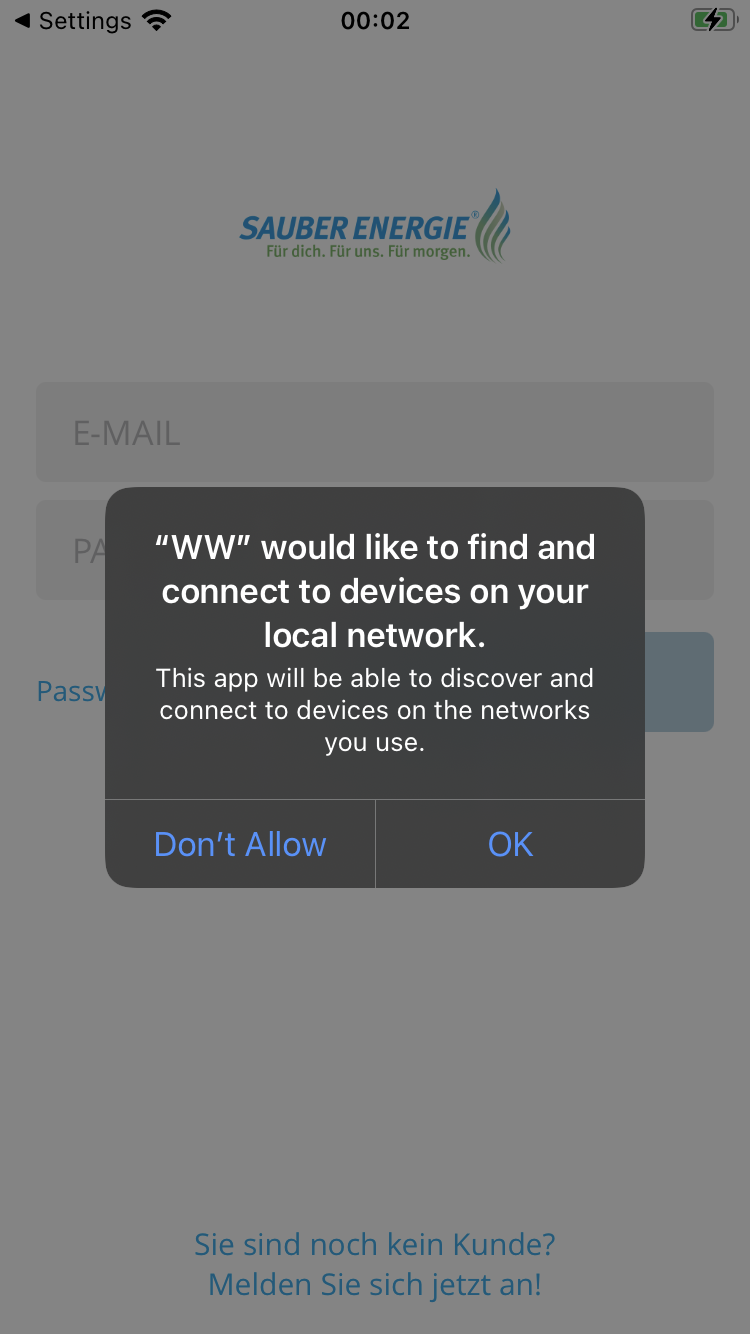 Settings
00:02
SAUBER ENERGIE®
Für dich. Für uns. Für morgen.
E-MAIL
“WW” would like to find and
connect to devices on your
local network.
This app will be able to discover and
connect to devices on the networks
you use.
Don’t Allow
OK
Sie sind noch kein Kunde?
Melden Sie sich jetzt an!